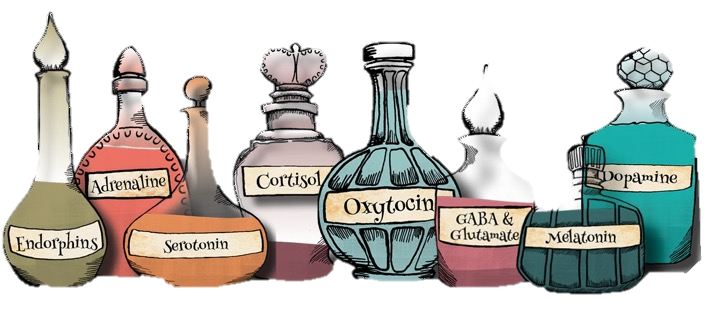 Endorphins
Adrenaline
Serotonin
Cortisol
Oxytocin
GABA &
Glutamate
Melatonin
Dopamine